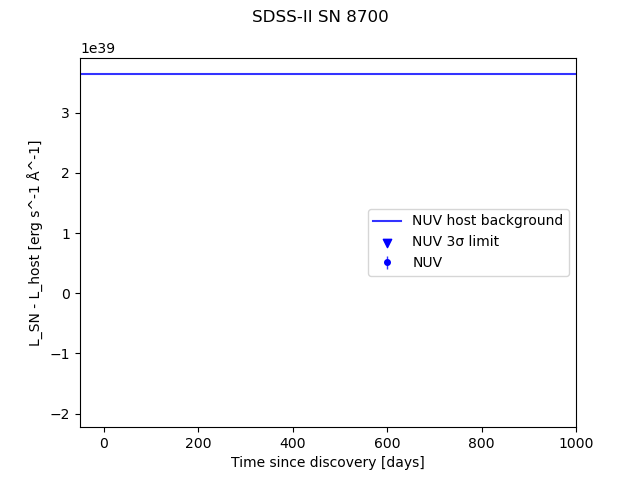 SDSS-II SN 8700
1e39
3
2
1
0
−1
−2
L_SN - L_host [erg s^-1 Å^-1]
NUV host background
NUV 3σ limit
NUV
0 200 400 600 800 1000
Time since discovery [days]